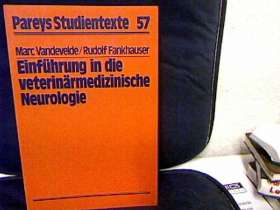 Pareys Studientexte 57
Marc Vandevelde/Rudolf Fankhauser
Einführung in die
veterinärmedizinische
Neurologie